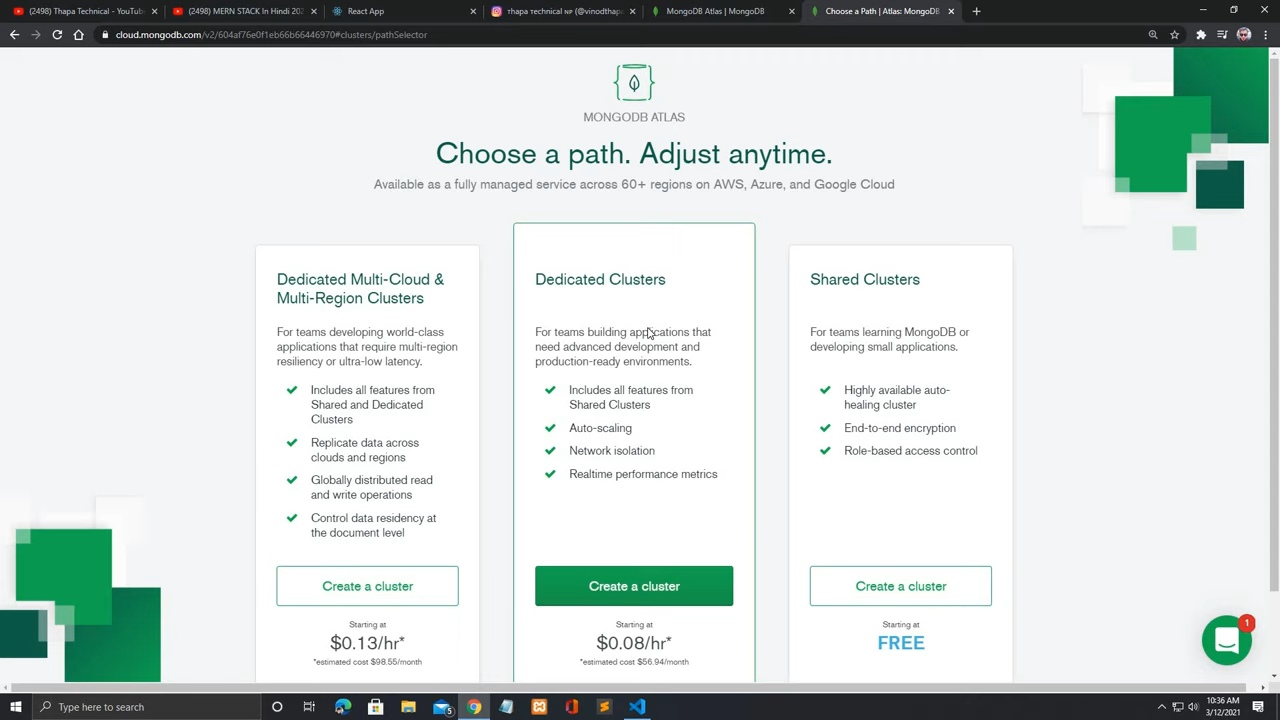 (2498) Thapa Technical - YouTub
(2498) MERN STACK In Hindi 202
React App
thapa technical NP (@vinodthapa
MongoDB Atlas | MongoDB
Choose a Path | Atlas: MongoDB
cloud.mongodb.com/v2/604af76e0f1eb66b66446970#clusters/pathSelector
MONGODB ATLAS
Choose a path. Adjust anytime.
Available as a fully managed service across 60+ regions on AWS, Azure, and Google Cloud
Dedicated Multi-Cloud &
Multi-Region Clusters
For teams developing world-class
applications that require multi-region
resiliency or ultra-low latency.
Includes all features from
Shared and Dedicated
Clusters
Replicate data across
clouds and regions
Globally distributed read
and write operations
Control data residency at
the document level
Create a cluster
Starting at
$0.13/hr*
*estimated cost $98.55/month
Dedicated Clusters
For teams building applications that
need advanced development and
production-ready environments.
Includes all features from
Shared Clusters
Auto-scaling
Network isolation
Realtime performance metrics
Create a cluster
Starting at
$0.08/hr*
*estimated cost $56.94/month
Shared Clusters
For teams learning MongoDB or
developing small applications.
Highly available auto-
healing cluster
End-to-end encryption
Role-based access control
Create a cluster
Starting at
FREE
1
Type here to search
5
10:36 AM
3/12/2021